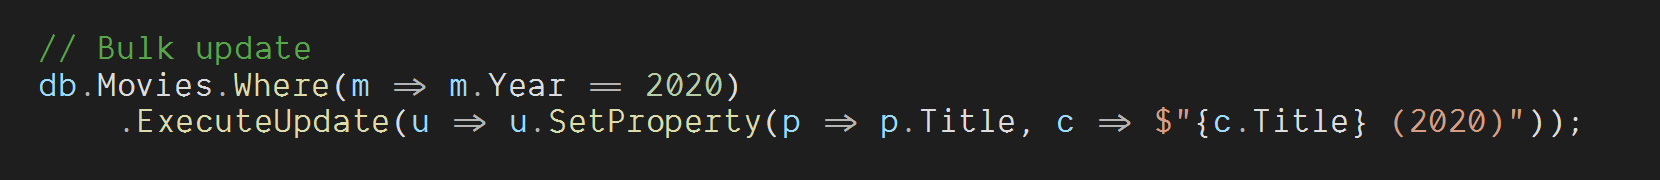 // Bulk update
db.Movies.Where(m => m.Year == 2020)
.ExecuteUpdate(u => u.SetProperty(p => p.Title, c => $"{c.Title} (2020)"));